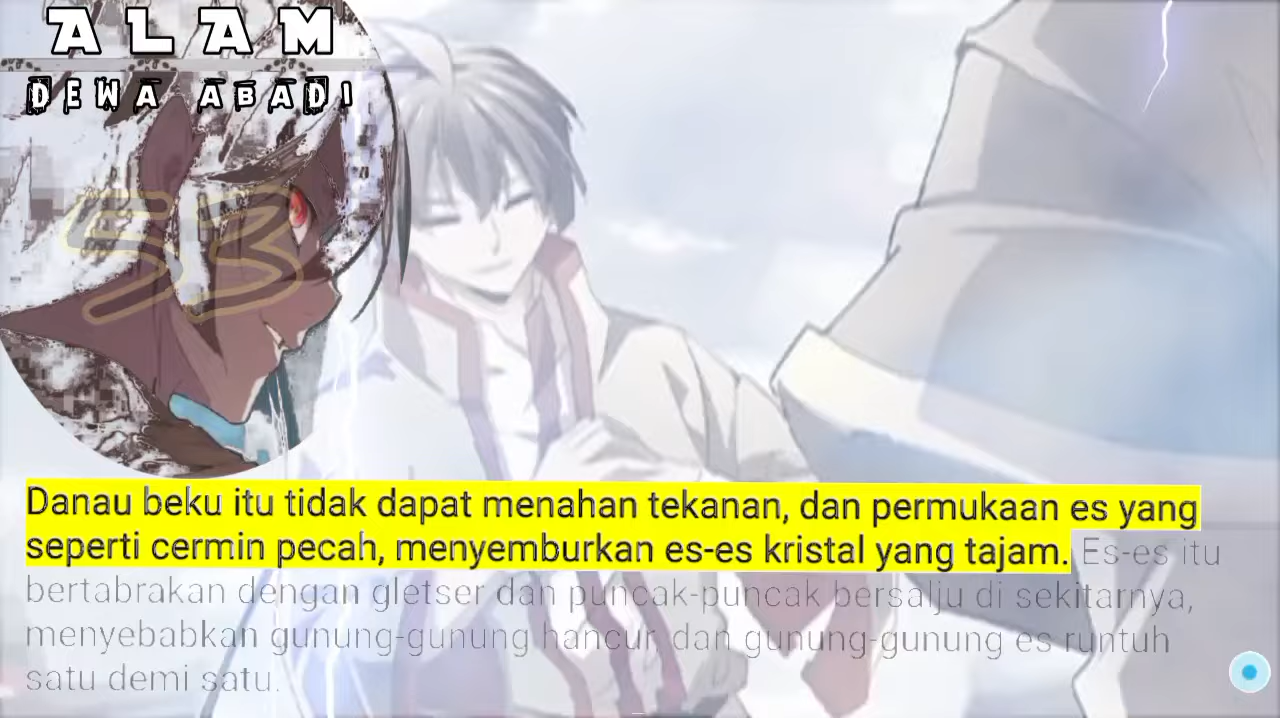 ALAM
DEWA ABADI
SB
Danau beku itu tidak dapat menahan tekanan, dan permukaan es yang
seperti cermin pecah, menyemburkan es-es kristal yang tajam. Es-es itu
bertabrakan dengan gletser dan puncak-puncak bersalju di sekitarnya,
menyebabkan gunung-gunung hancur, dan gunung-gunung es runtuh
satu demi satu.